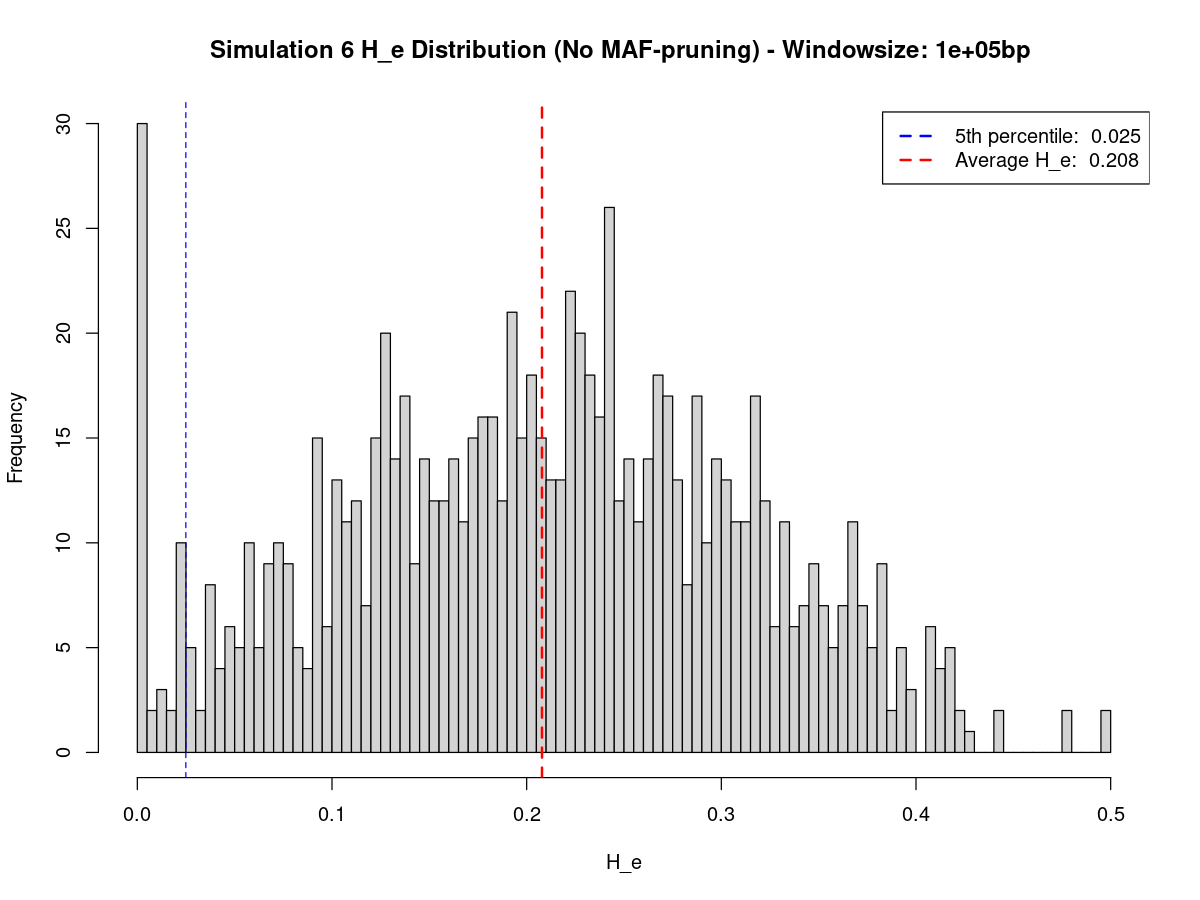 Simulation 6 H_e Distribution (No MAF-pruning) - Windowsize: 1e+05bp
5th percentile: 0.025
Average H_e: 0.208
Frequency
30
25
20
15
10
5
0
0.0 0.1 0.2 0.3 0.4 0.5
H_e